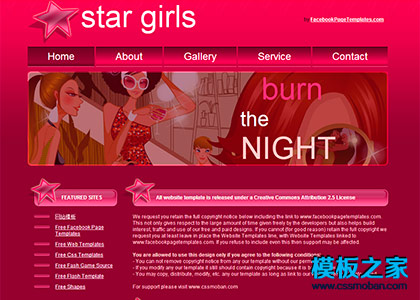 star girls
by FacebookPageTemplates.com
Home About Gallery Service Contact
burn
the
NIGHT
FEATURED SITES
网站模板
Free Facebook Page Templates
Free Web Templates
Free Css Templates
Free Flash Game Source
Free Flash Template
Free Shapes
All website template is released under a Creative Commons Attribution 2.5 License
We request you retain the full copyright notice below including the link to www.facebookpagetemplates.com.
This not only gives respect to the large amount of time given freely by the developers but also helps build
interest, traffic and use of our free and paid designs. If you cannot (for good reason) retain the full copyright we
request you at least leave in place the Website Templates line, with Website Templates linked to
www.facebookpagetemplates.com. If you refuse to include even this then support may be affected.
You are allowed to use this design only if you agree to the following conditions:
- You can not remove copyright notice from any our template without our permission.
- If you modify any our template it still should contain copyright because it is
- You may copy, distribute, modify, etc. any our template as long as link to our
For support please visit www.cssmoban.com
模板之家
www.cssmoban.com